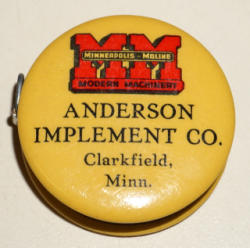 MM
MINNEAPOLIS-MOLINE
MODERN MACHINERY
ANDERSON
IMPLEMENT CO.
Clarkfield,
Minn.